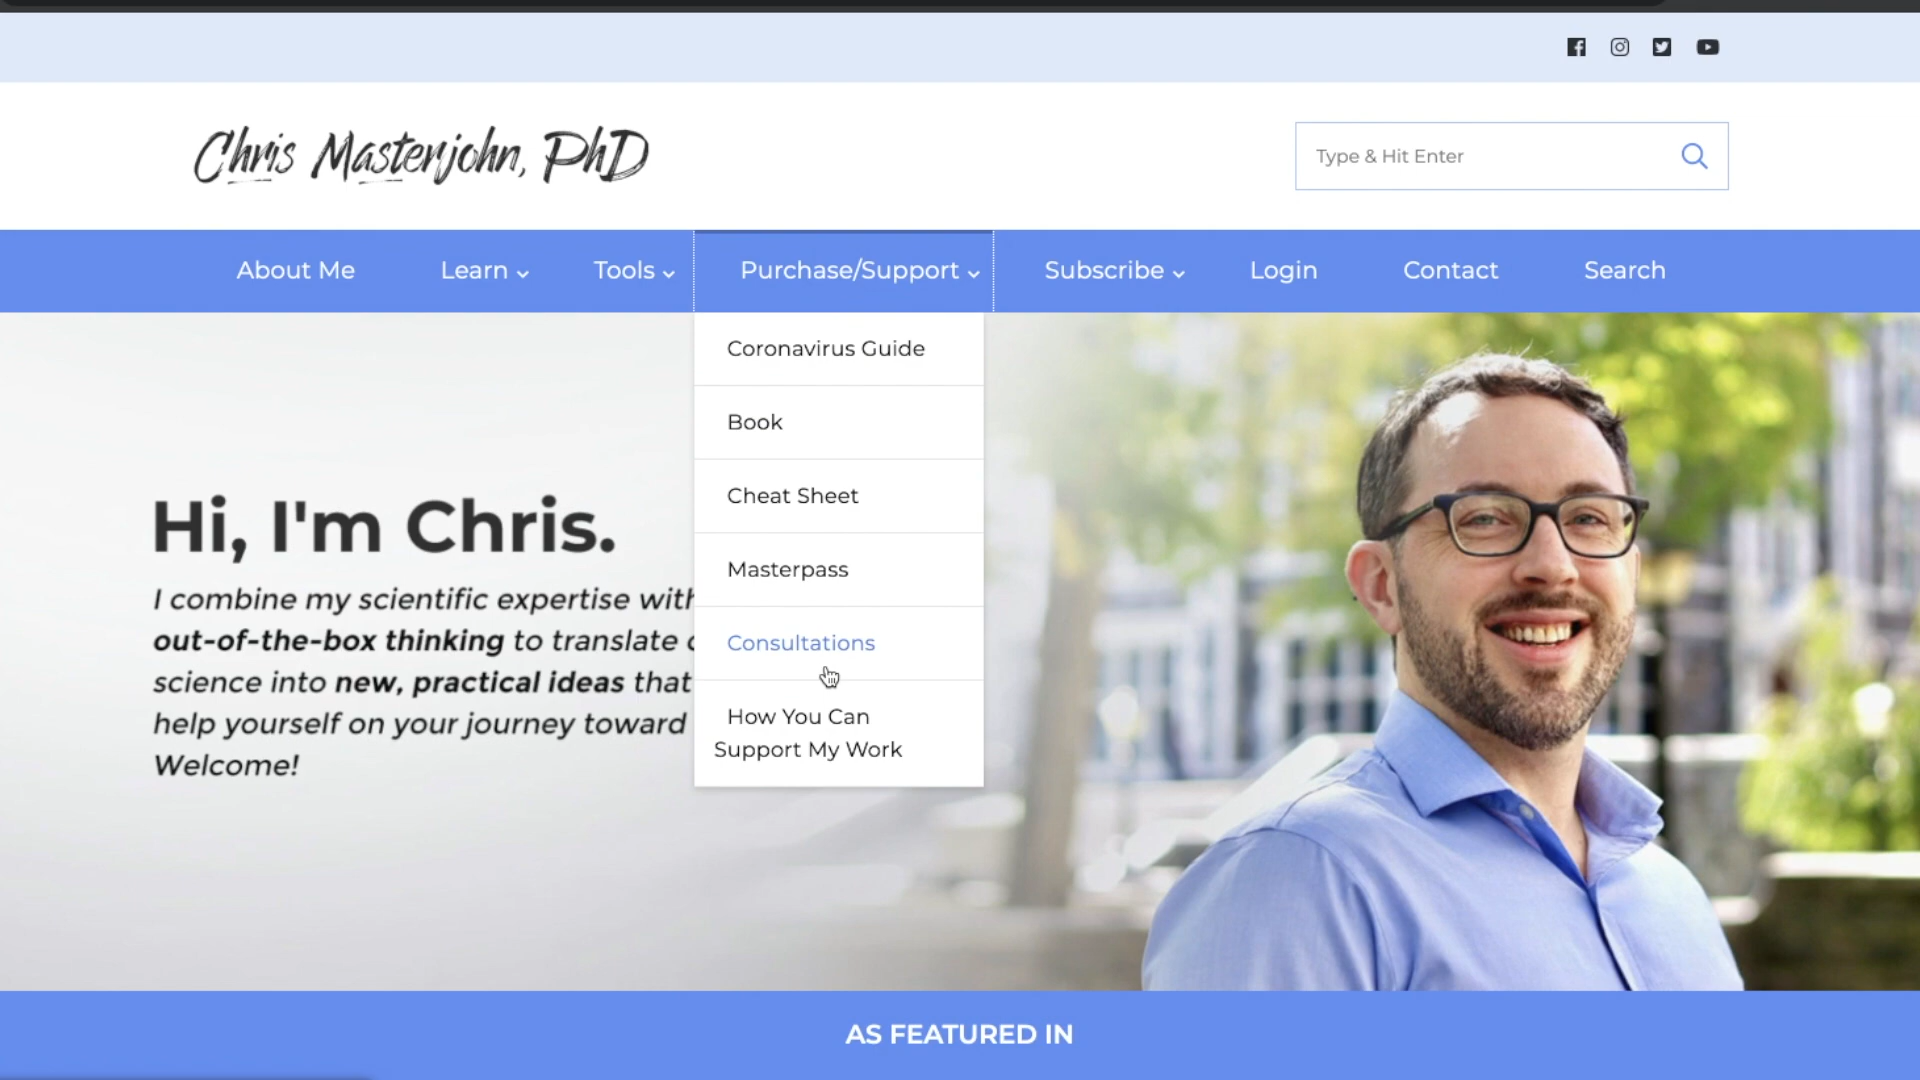 Chris Masterjohn, PhD
Type & Hit Enter
About Me Learn Tools Purchase/Support Subscribe Login Contact Search
Coronavirus Guide
Book
Cheat Sheet
Masterpass
Consultations
How You Can
Support My Work
Hi, I'm Chris.
I combine my scientific expertise with
out-of-the-box thinking to translate
science into new, practical ideas that
help yourself on your journey toward
Welcome!
AS FEATURED IN